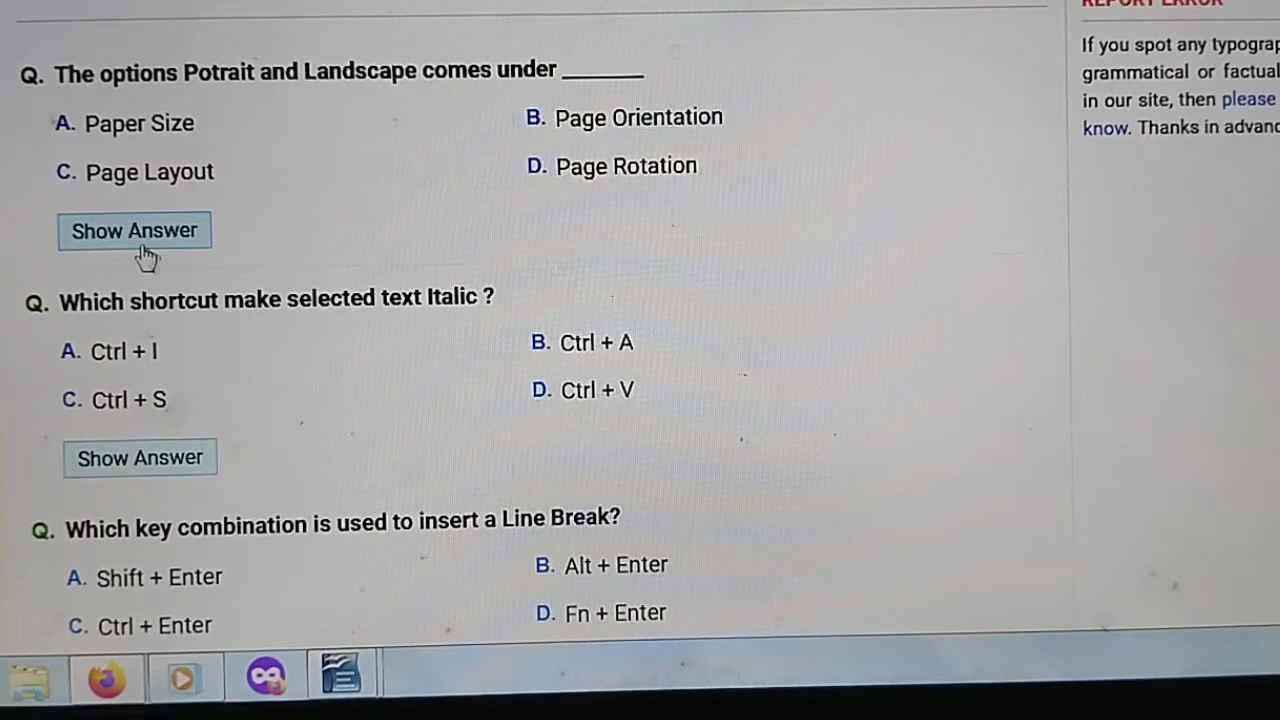 REPORT ERROR
If you spot any typograp
grammatical or factual
in our site, then please
know. Thanks in advanc
Q. The options Potrait and Landscape comes under ______
A. Paper Size
B. Page Orientation
C. Page Layout
D. Page Rotation
Show Answer
Q. Which shortcut make selected text Italic ?
A. Ctrl + I
B. Ctrl + A
C. Ctrl + S
D. Ctrl + V
Show Answer
Q. Which key combination is used to insert a Line Break?
A. Shift + Enter
B. Alt + Enter
C. Ctrl + Enter
D. Fn + Enter